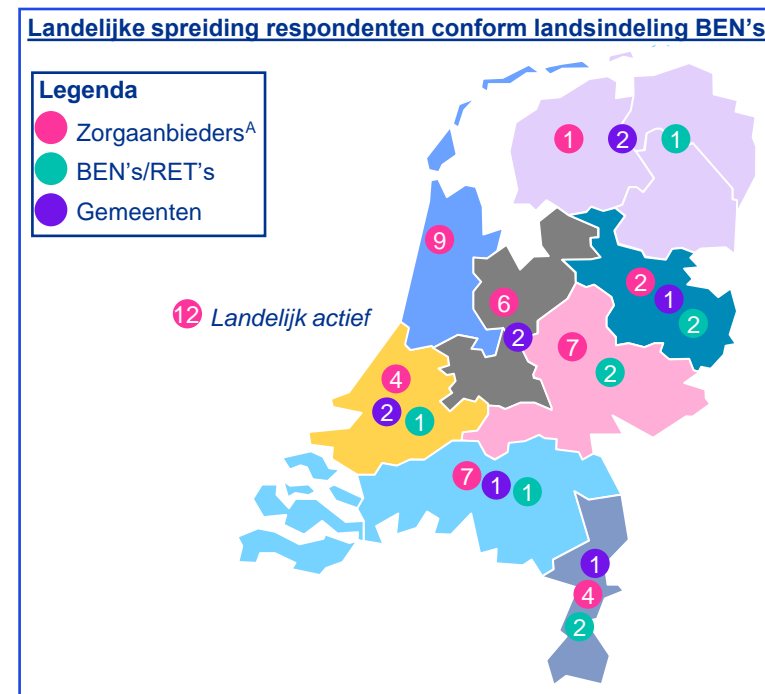 Landelijke spreiding respondenten conform landsindeling BEN's
Legenda
Zorgaanbieders^A
BEN's/RET's
Gemeenten
1 2 1
9
2
6
1
12 Landelijk actief
2
2
7
2
4
2
1
7
1
1
1
4
2